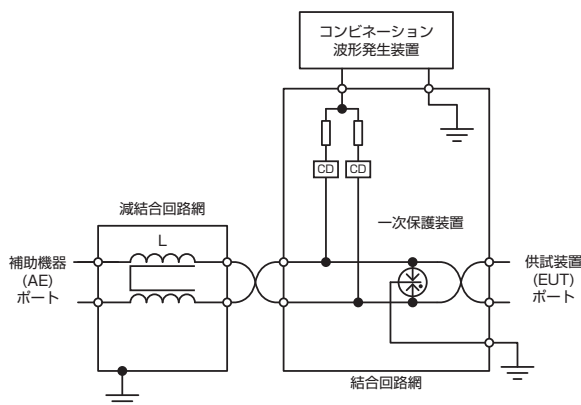 コンビネーション
波形発生装置
CD
CD
減結合回路網
一次保護装置
L
補助機器
(AE)
ポート
供試装置
(EUT)
ポート
結合回路網